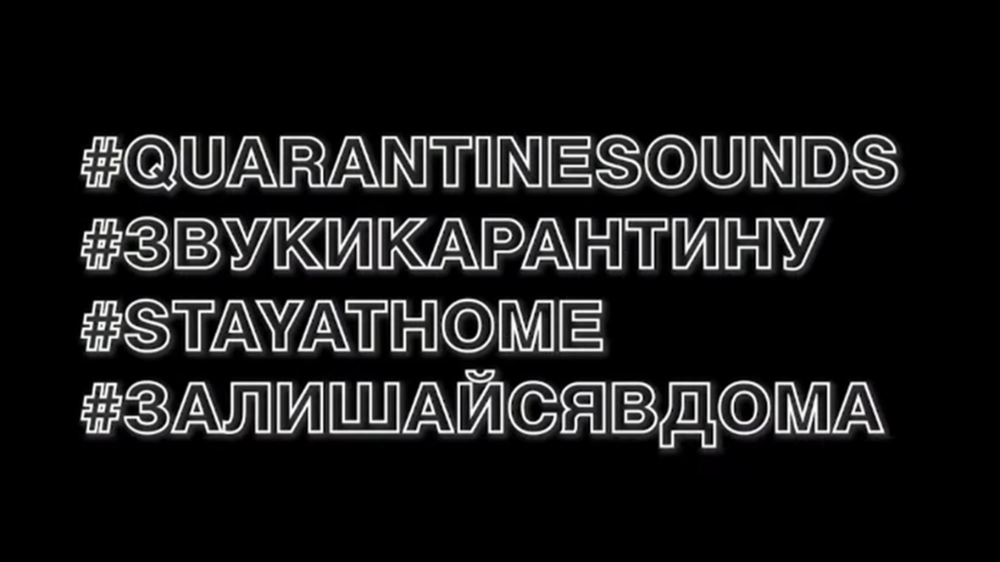 #QUARANTINESOUNDS
#ЗВУКИКАРАНТИНУ
#STAYATHOME
#ЗАЛИШАЙСЯВДОМА